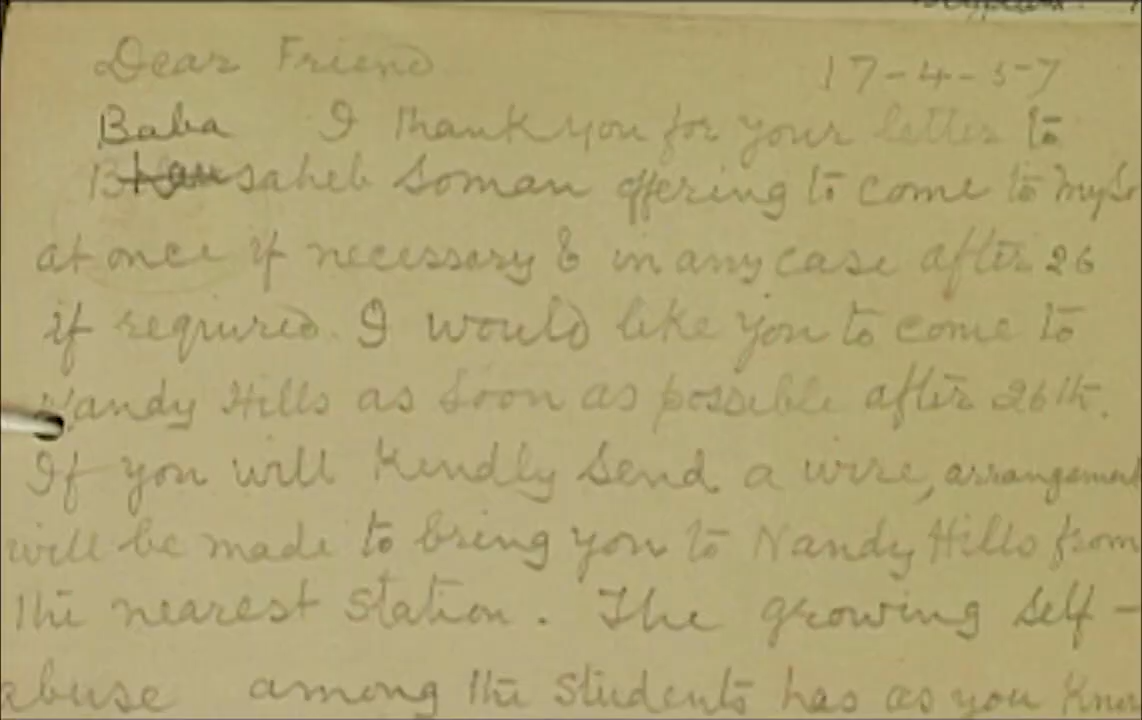 Dear Friend 17-4-57
Baba I thank you for your letter to
saheb Soman offering to come to
at once if necessary & in any case after 26
if required. I would like you to come to
Nandy Hills as soon as possible after 26th.
If you will kindly send a wire, arrangement
will be made to bring you to Nandy Hills from
the nearest station. The growing self-
abuse among the students has as you